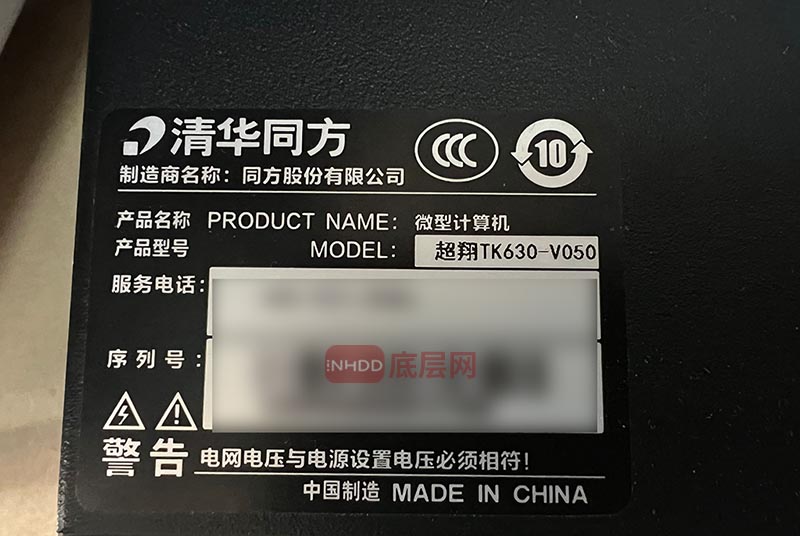 清华同方
制造商名称：同方股份有限公司
CCC
10
产品名称 PRODUCT NAME：微型计算机
产品型号 MODEL：超翔TK630-V050
服务电话：
序列号：
ENHDD 底层网
警告 电网电压与电源设置电压必须相符！
中国制造 MADE IN CHINA